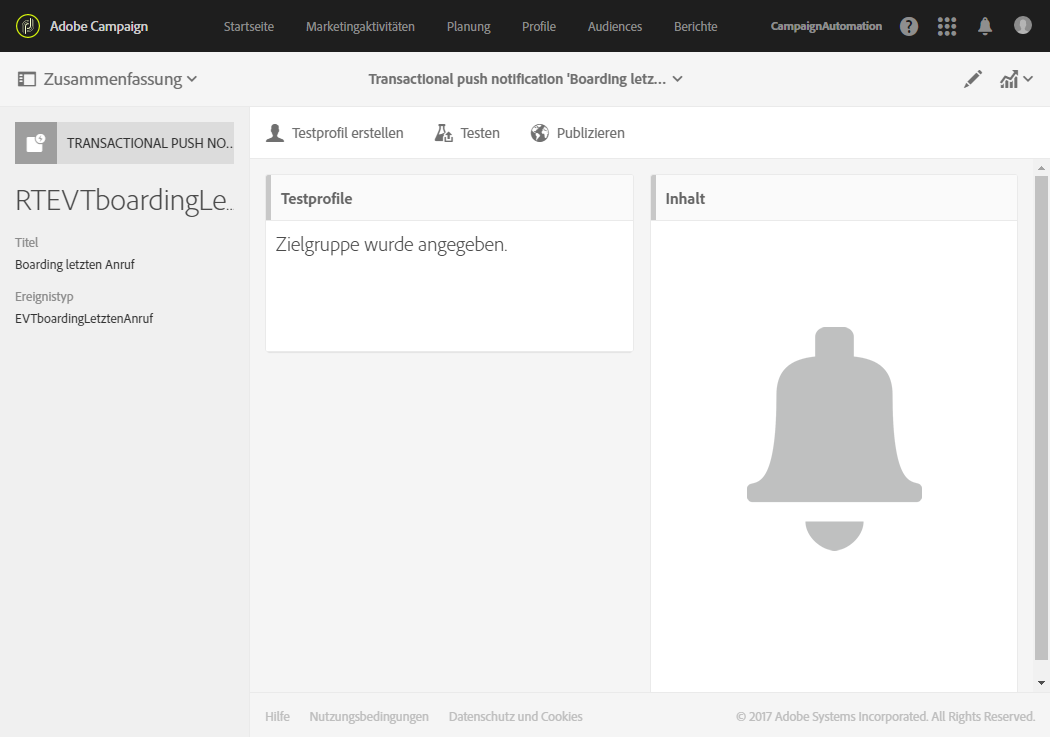 Adobe Campaign
Startseite
Marketingaktivitäten
Planung
Profile
Audiences
Berichte
CampaignAutomation
?
Zusammenfassung
Transactional push notification 'Boarding letz...
TRANSACTIONAL PUSH NO...
Testprofil erstellen
Testen
Publizieren
RTEVTboardingLe...
Titel
Boarding letzten Anruf
Ereignistyp
EVTboardingLetztenAnruf
Testprofile
Zielgruppe wurde angegeben.
Inhalt
Hilfe
Nutzungsbedingungen
Datenschutz und Cookies
© 2017 Adobe Systems Incorporated. All Rights Reserved.